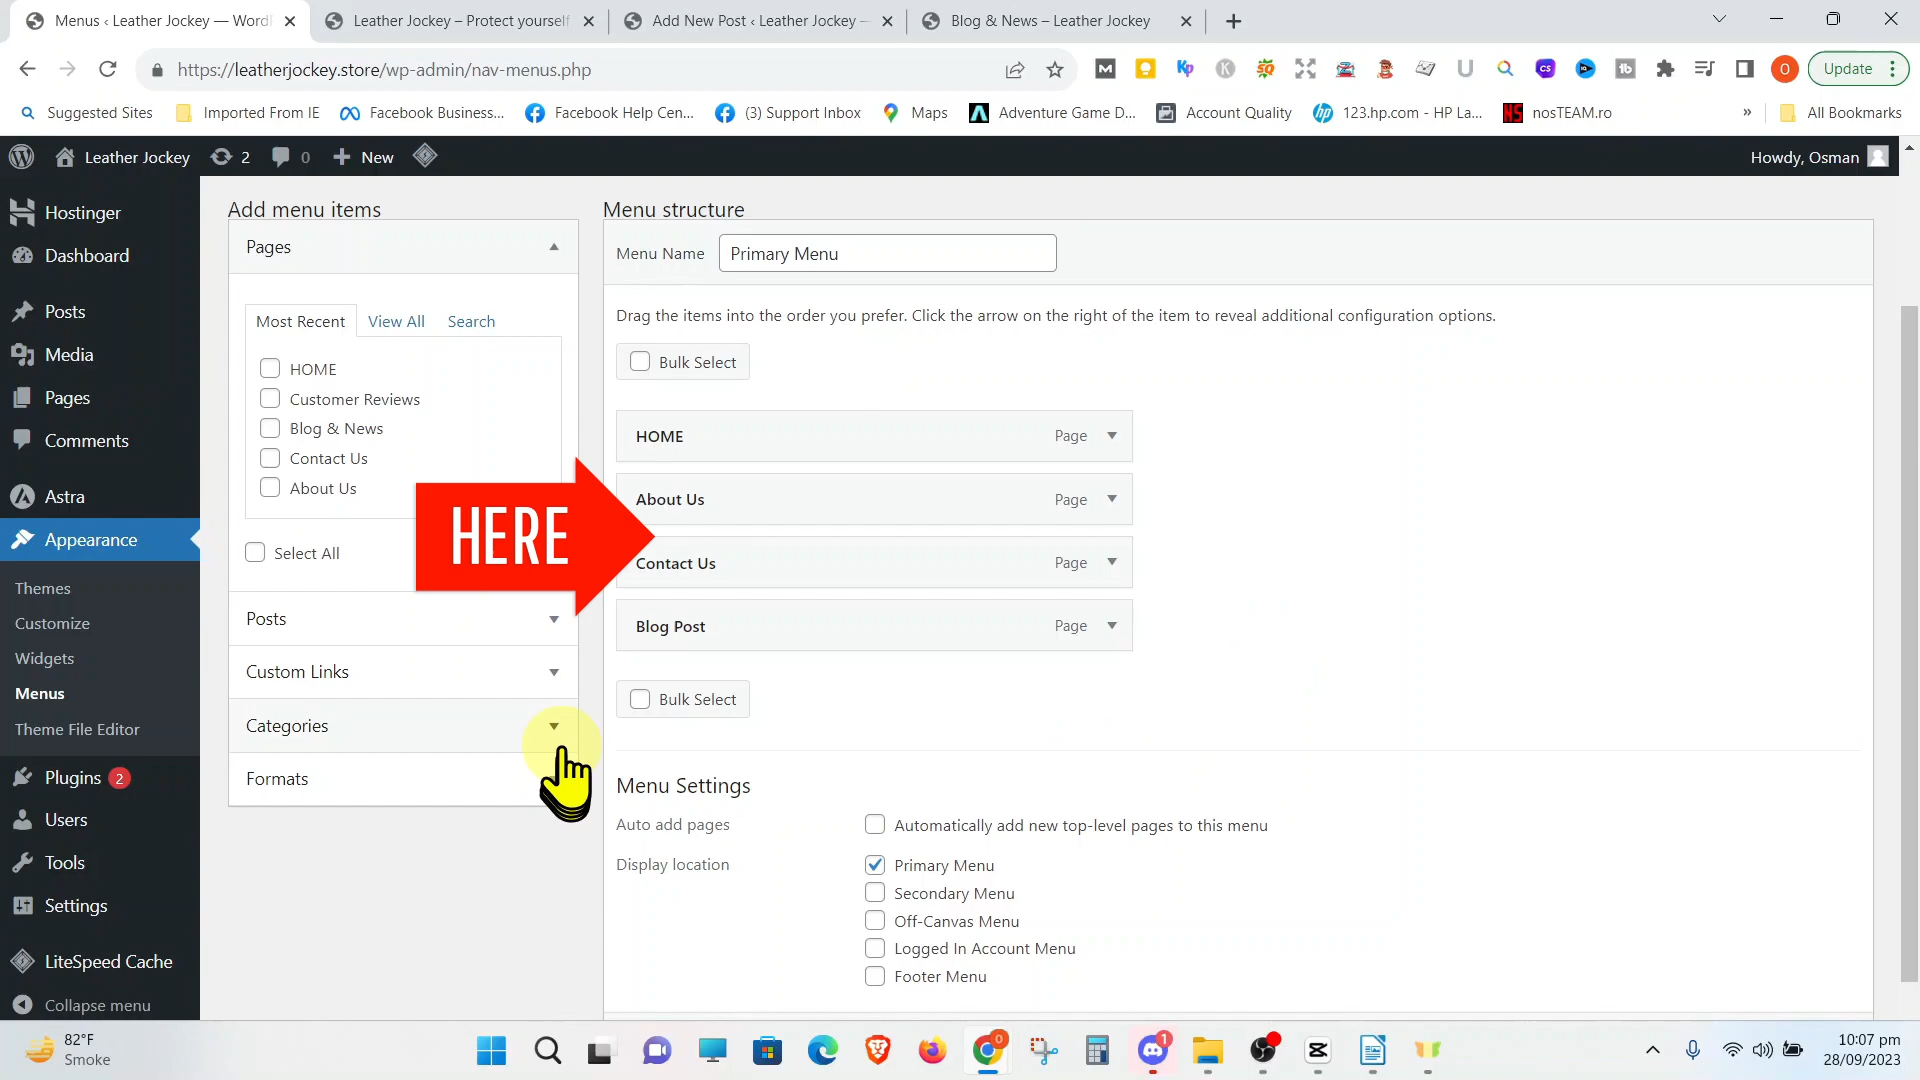 Menus ‹ Leather Jockey — WordP
Leather Jockey – Protect yourself
Add New Post ‹ Leather Jockey —
Blog & News – Leather Jockey
https://leatherjockey.store/wp-admin/nav-menus.php
O
Update
Suggested Sites
Imported From IE
Facebook Business...
Facebook Help Cen...
(3) Support Inbox
Maps
Adventure Game D...
Account Quality
123.hp.com - HP La...
nosTEAM.ro
»
All Bookmarks
Leather Jockey
2
0
New
Howdy, Osman
Hostinger
Dashboard
Posts
Media
Pages
Comments
Astra
Appearance
Themes
Customize
Widgets
Menus
Theme File Editor
Plugins 2
Users
Tools
Settings
LiteSpeed Cache
Collapse menu
Add menu items
Pages
Most Recent
View All
Search
HOME
Customer Reviews
Blog & News
Contact Us
About Us
Select All
Posts
Custom Links
Categories
Formats
HERE
Menu structure
Menu Name
Primary Menu
Drag the items into the order you prefer. Click the arrow on the right of the item to reveal additional configuration options.
Bulk Select
HOME
Page
About Us
Page
Contact Us
Page
Blog Post
Page
Bulk Select
Menu Settings
Auto add pages
Automatically add new top-level pages to this menu
Display location
Primary Menu
Secondary Menu
Off-Canvas Menu
Logged In Account Menu
Footer Menu
82°F
Smoke
10:07 pm
28/09/2023